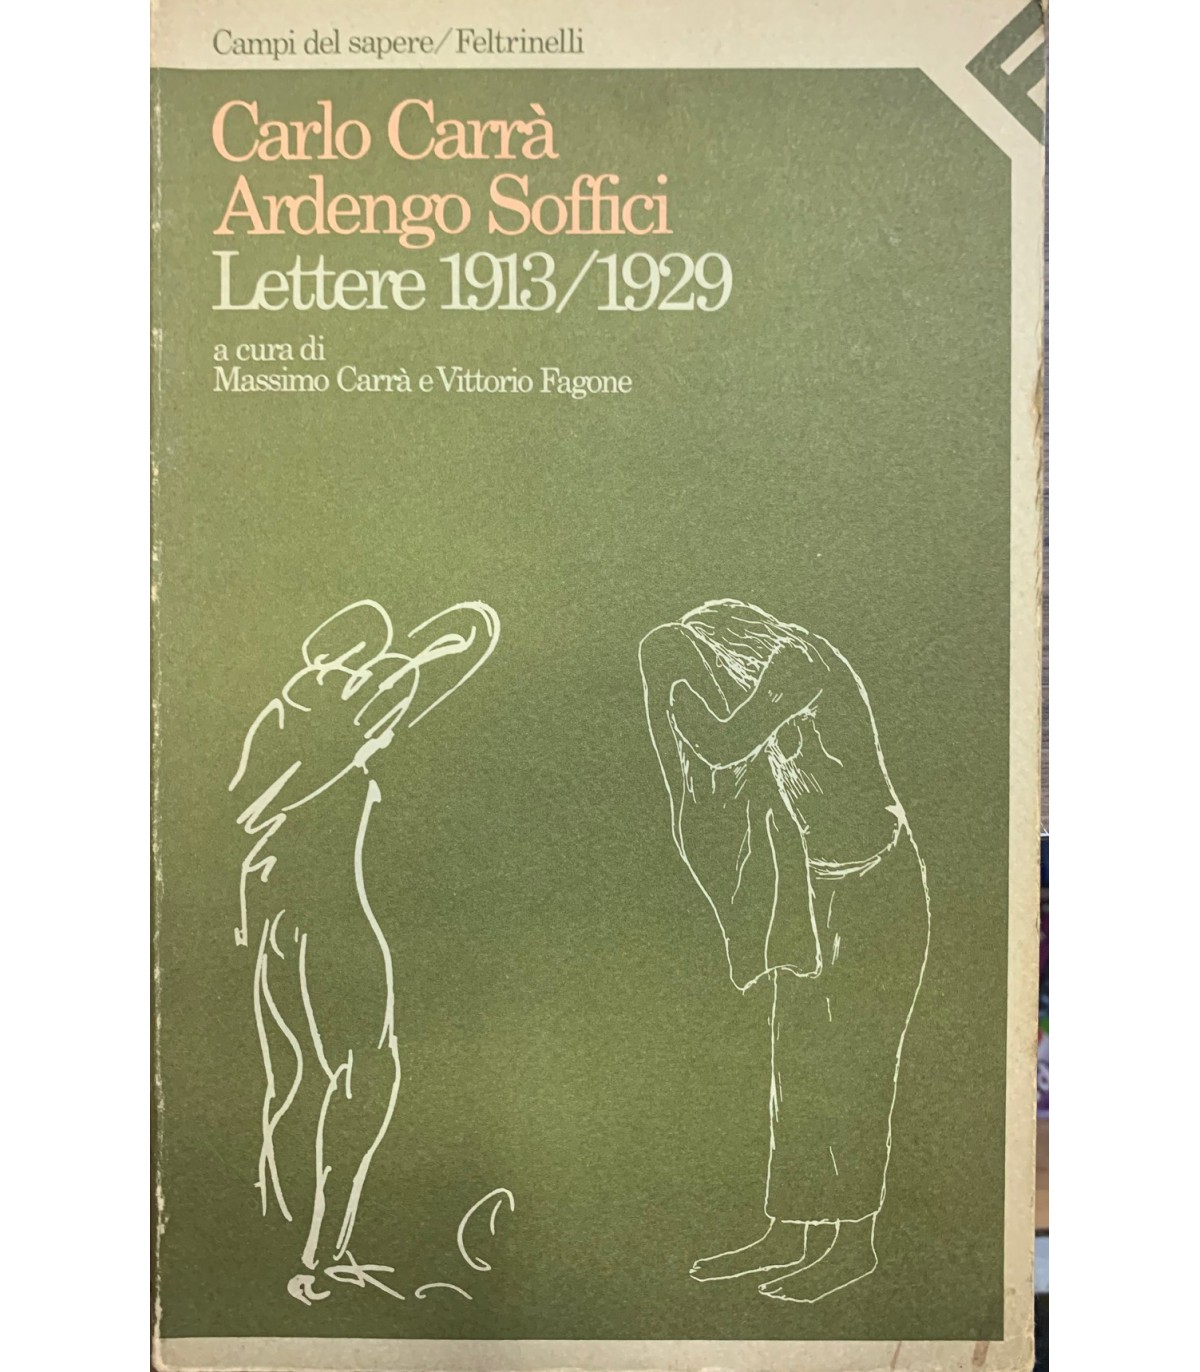 Campi del sapere/Feltrinelli
Carlo Carrà
Ardengo Soffici
Lettere 1913/1929
a cura di
Massimo Carrà e Vittorio Fagone